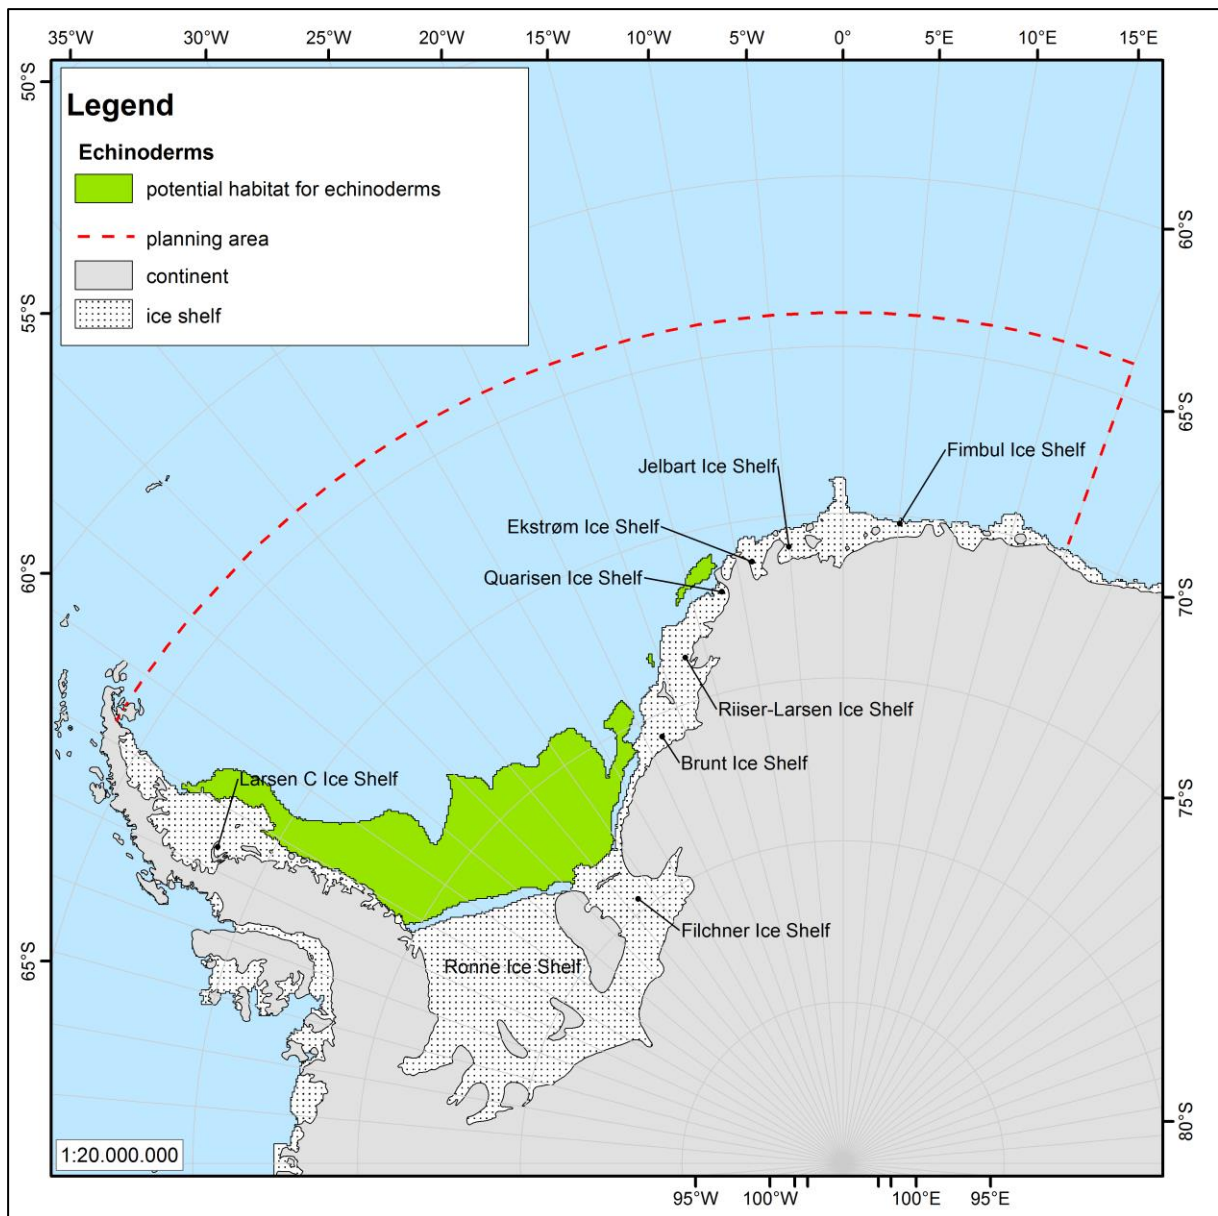 35°W 30°W 25°W 20°W 15°W 10°W 5°W 0° 5°E 10°E 15°E
50°S
Legend
Echinoderms
potential habitat for echinoderms
planning area
continent
ice shelf
60°S
55°S
65°S
Fimbul Ice Shelf
Jelbart Ice Shelf
Ekstrøm Ice Shelf
Quarisen Ice Shelf
60°S
70°S
Riiser-Larsen Ice Shelf
Brunt Ice Shelf
Larsen C Ice Shelf
75°S
Filchner Ice Shelf
Ronne Ice Shelf
65°S
80°S
1:20.000.000
95°W 100°W 100°E 95°E